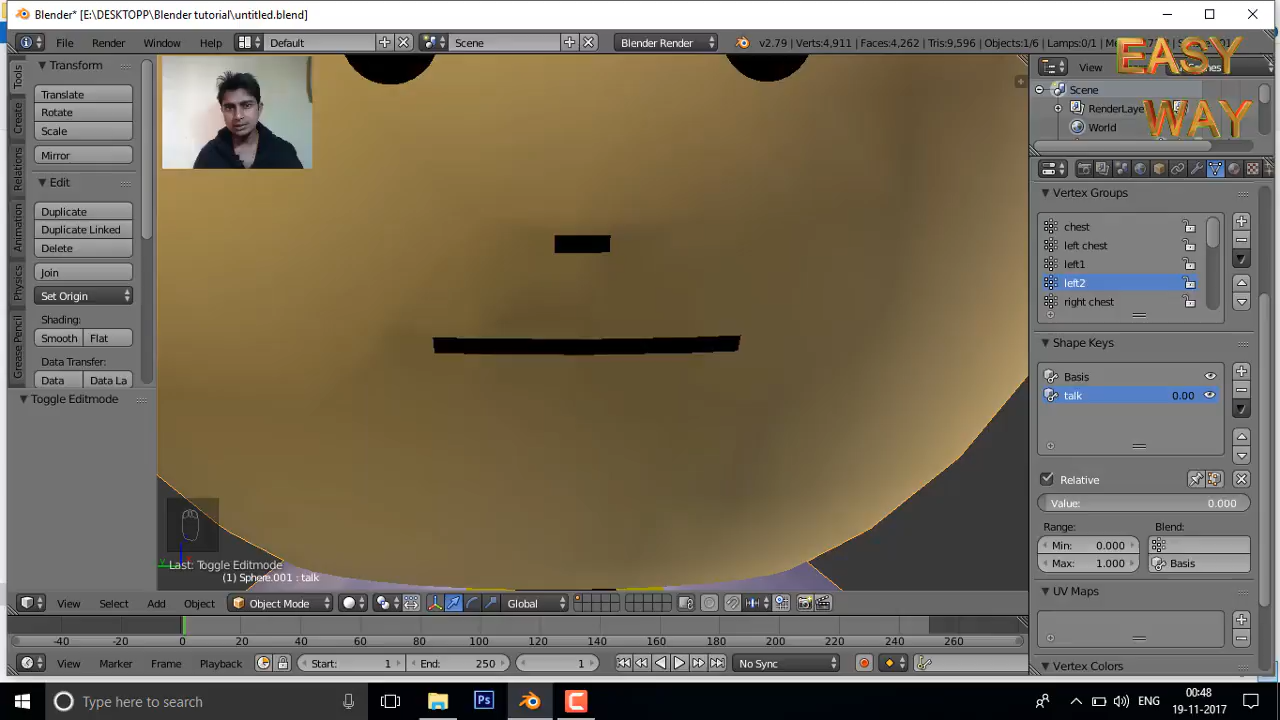 Blender* [E:\DESKTOPP\Blender tutorial\untitled.blend]
File Render Window Help Default Scene Blender Render v2.79 | Verts:4,911 | Faces:4,262 | Tris:9,596 | Objects:1/6 | Lamps:0/1 |
EASY
WAY
View
Scene
RenderLaye
World
Tools
Create
Relations
Animation
Physics
Grease Pencil
Transform
Translate
Rotate
Scale
Mirror
Edit
Duplicate
Duplicate Linked
Delete
Join
Set Origin
Shading:
Smooth Flat
Data Transfer:
Data Data La
Toggle Editmode
Last: Toggle Editmode
(1) Sphere.001 : talk
Vertex Groups
chest
left chest
left1
left2
right chest
Shape Keys
Basis
talk 0.00
Relative
Value: 0.000
Range: Blend:
Min: 0.000
Max: 1.000 Basis
UV Maps
Vertex Colors
View Select Add Object Object Mode Global
-40 -20 0 20 40 60 80 100 120 140 160 180 200 220 240 260
View Marker Frame Playback Start: 1 End: 250 1 No Sync
Type here to search Ps ENG 00:48
19-11-2017